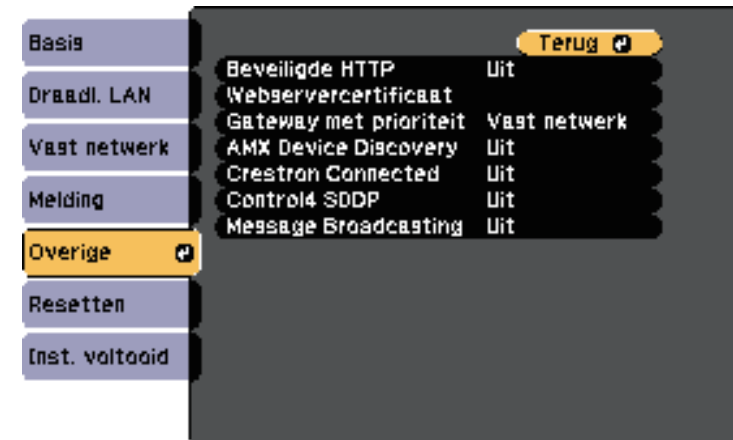 Basis
Draadl. LAN
Vast netwerk
Melding
Overige
Resetten
Inst. voltooid
Terug
Beveiligde HTTP Uit
Webservercertificaat
Gateway met prioriteit Vast netwerk
AMX Device Discovery Uit
Crestron Connected Uit
Control4 SDDP Uit
Message Broadcasting Uit